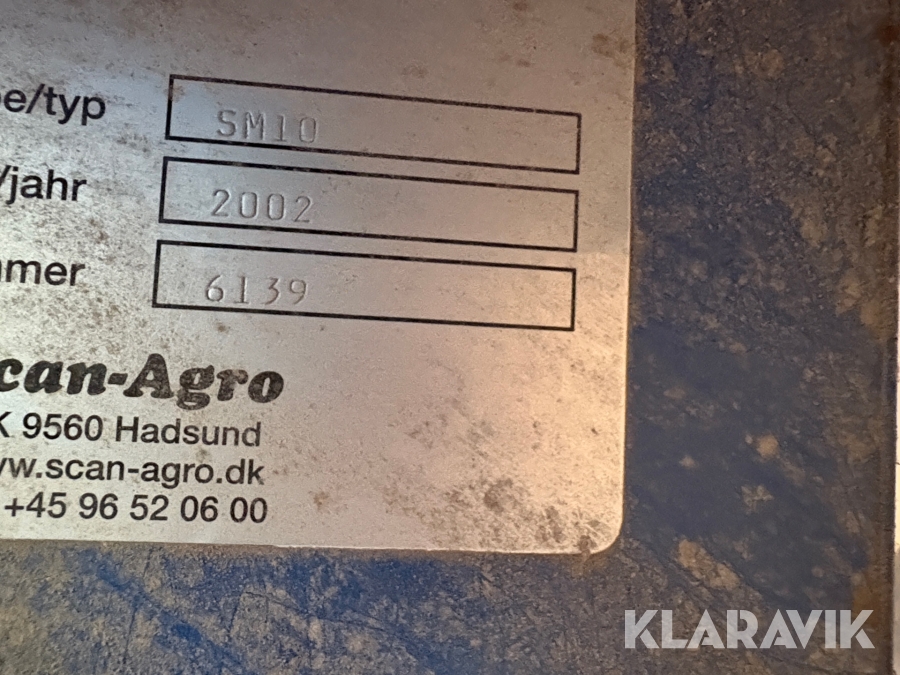 e/typ SM10
/jahr 2002
mer 6139
can-Agro
K 9560 Hadsund
w.scan-agro.dk
+45 96 52 06 00
KLARAVIK